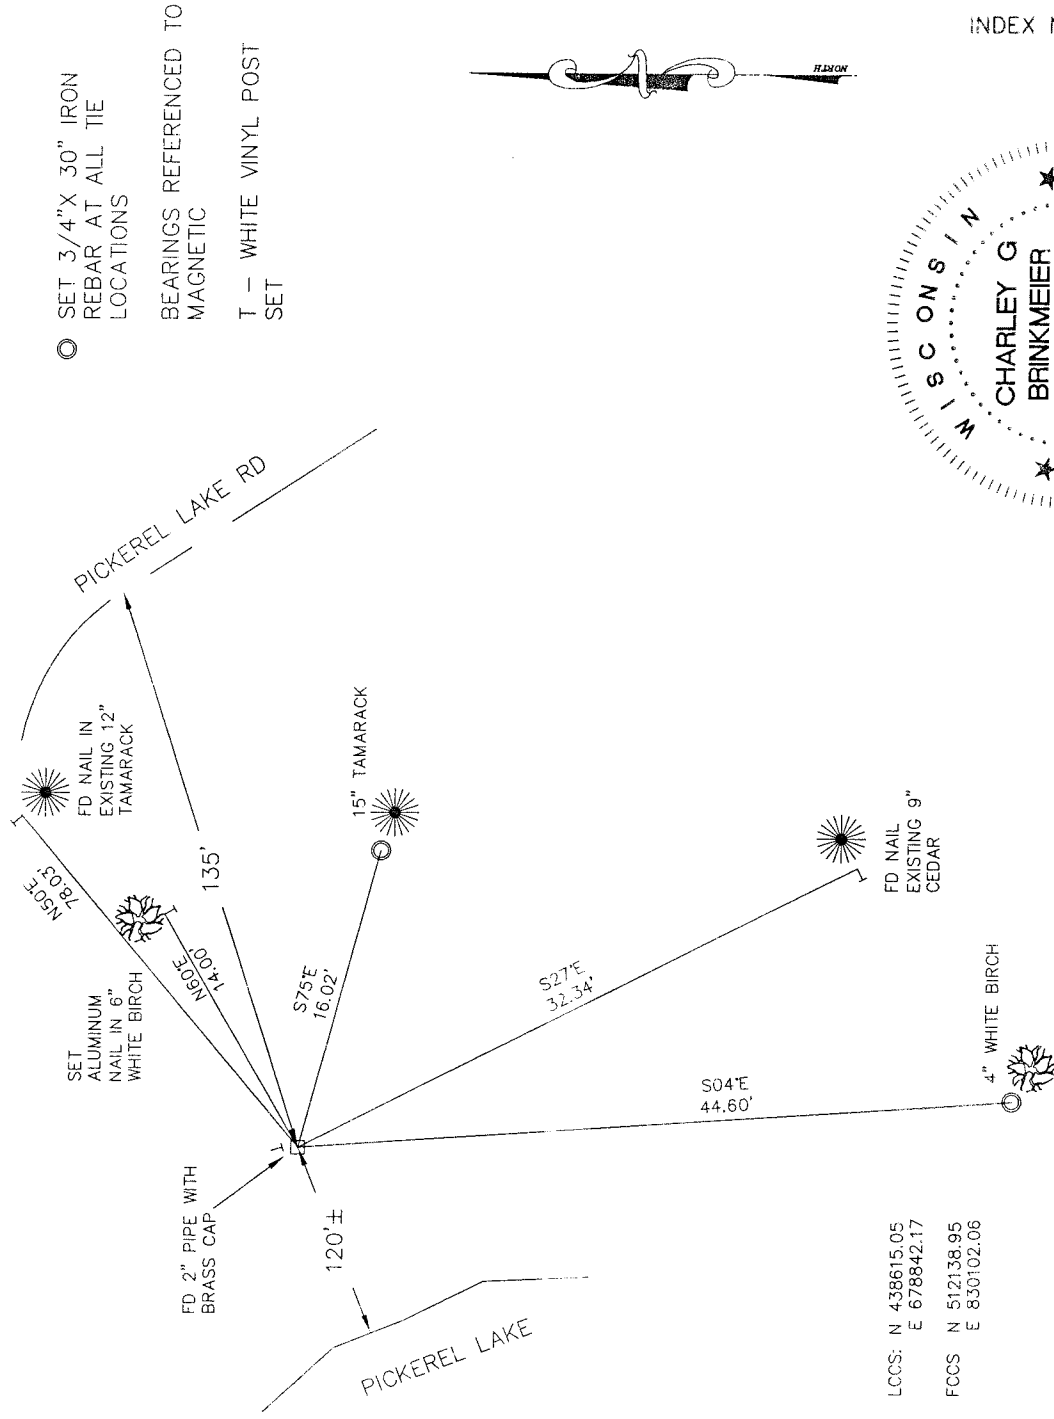 INDEX
SET 3/4"X 30" IRON
REBAR AT ALL TIE
LOCATIONS
BEARINGS REFERENCED TO
MAGNETIC
T - WHITE VINYL POST
SET
NORTH
WISCONSIN
CHARLEY G
BRINKMEIER
PICKEREL LAKE RD
FD NAIL IN
EXISTING 12"
TAMARACK
N50°E
78.03'
135'
SET
ALUMINUM
NAIL IN 6"
WHITE BIRCH
N60°E
14.00'
15" TAMARACK
S75°E
16.02'
FD NAIL
EXISTING 9"
CEDAR
S27°E
32.34'
4" WHITE BIRCH
S04°E
44.60'
T
FD 2" PIPE WITH
BRASS CAP
120'±
PICKEREL LAKE
LCCS: N 438615.05
E 678842.17
FCCS N 512138.95
E 830102.06